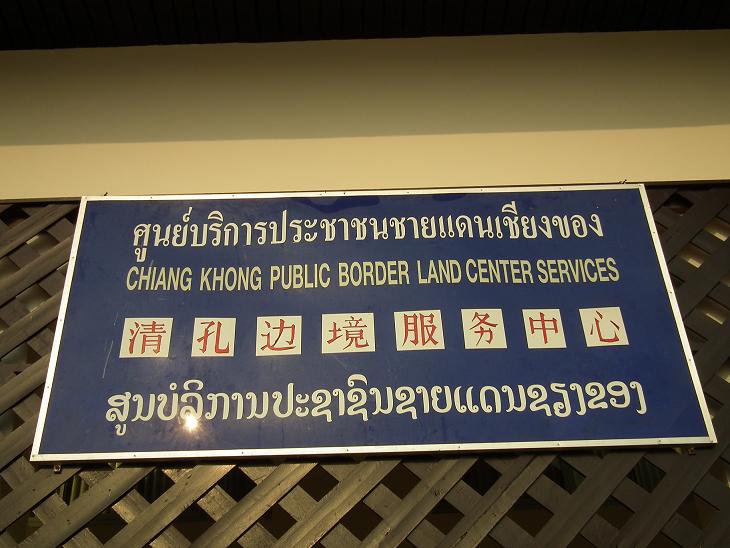 ศูนย์บริการประชาชนชายแดนเชียงของ
CHIANG KHONG PUBLIC BORDER LAND CENTER SERVICES
清孔边境服务中心
ສູນບໍລິການປະຊາຊົນຊາຍແດນຊຽງຂອງ